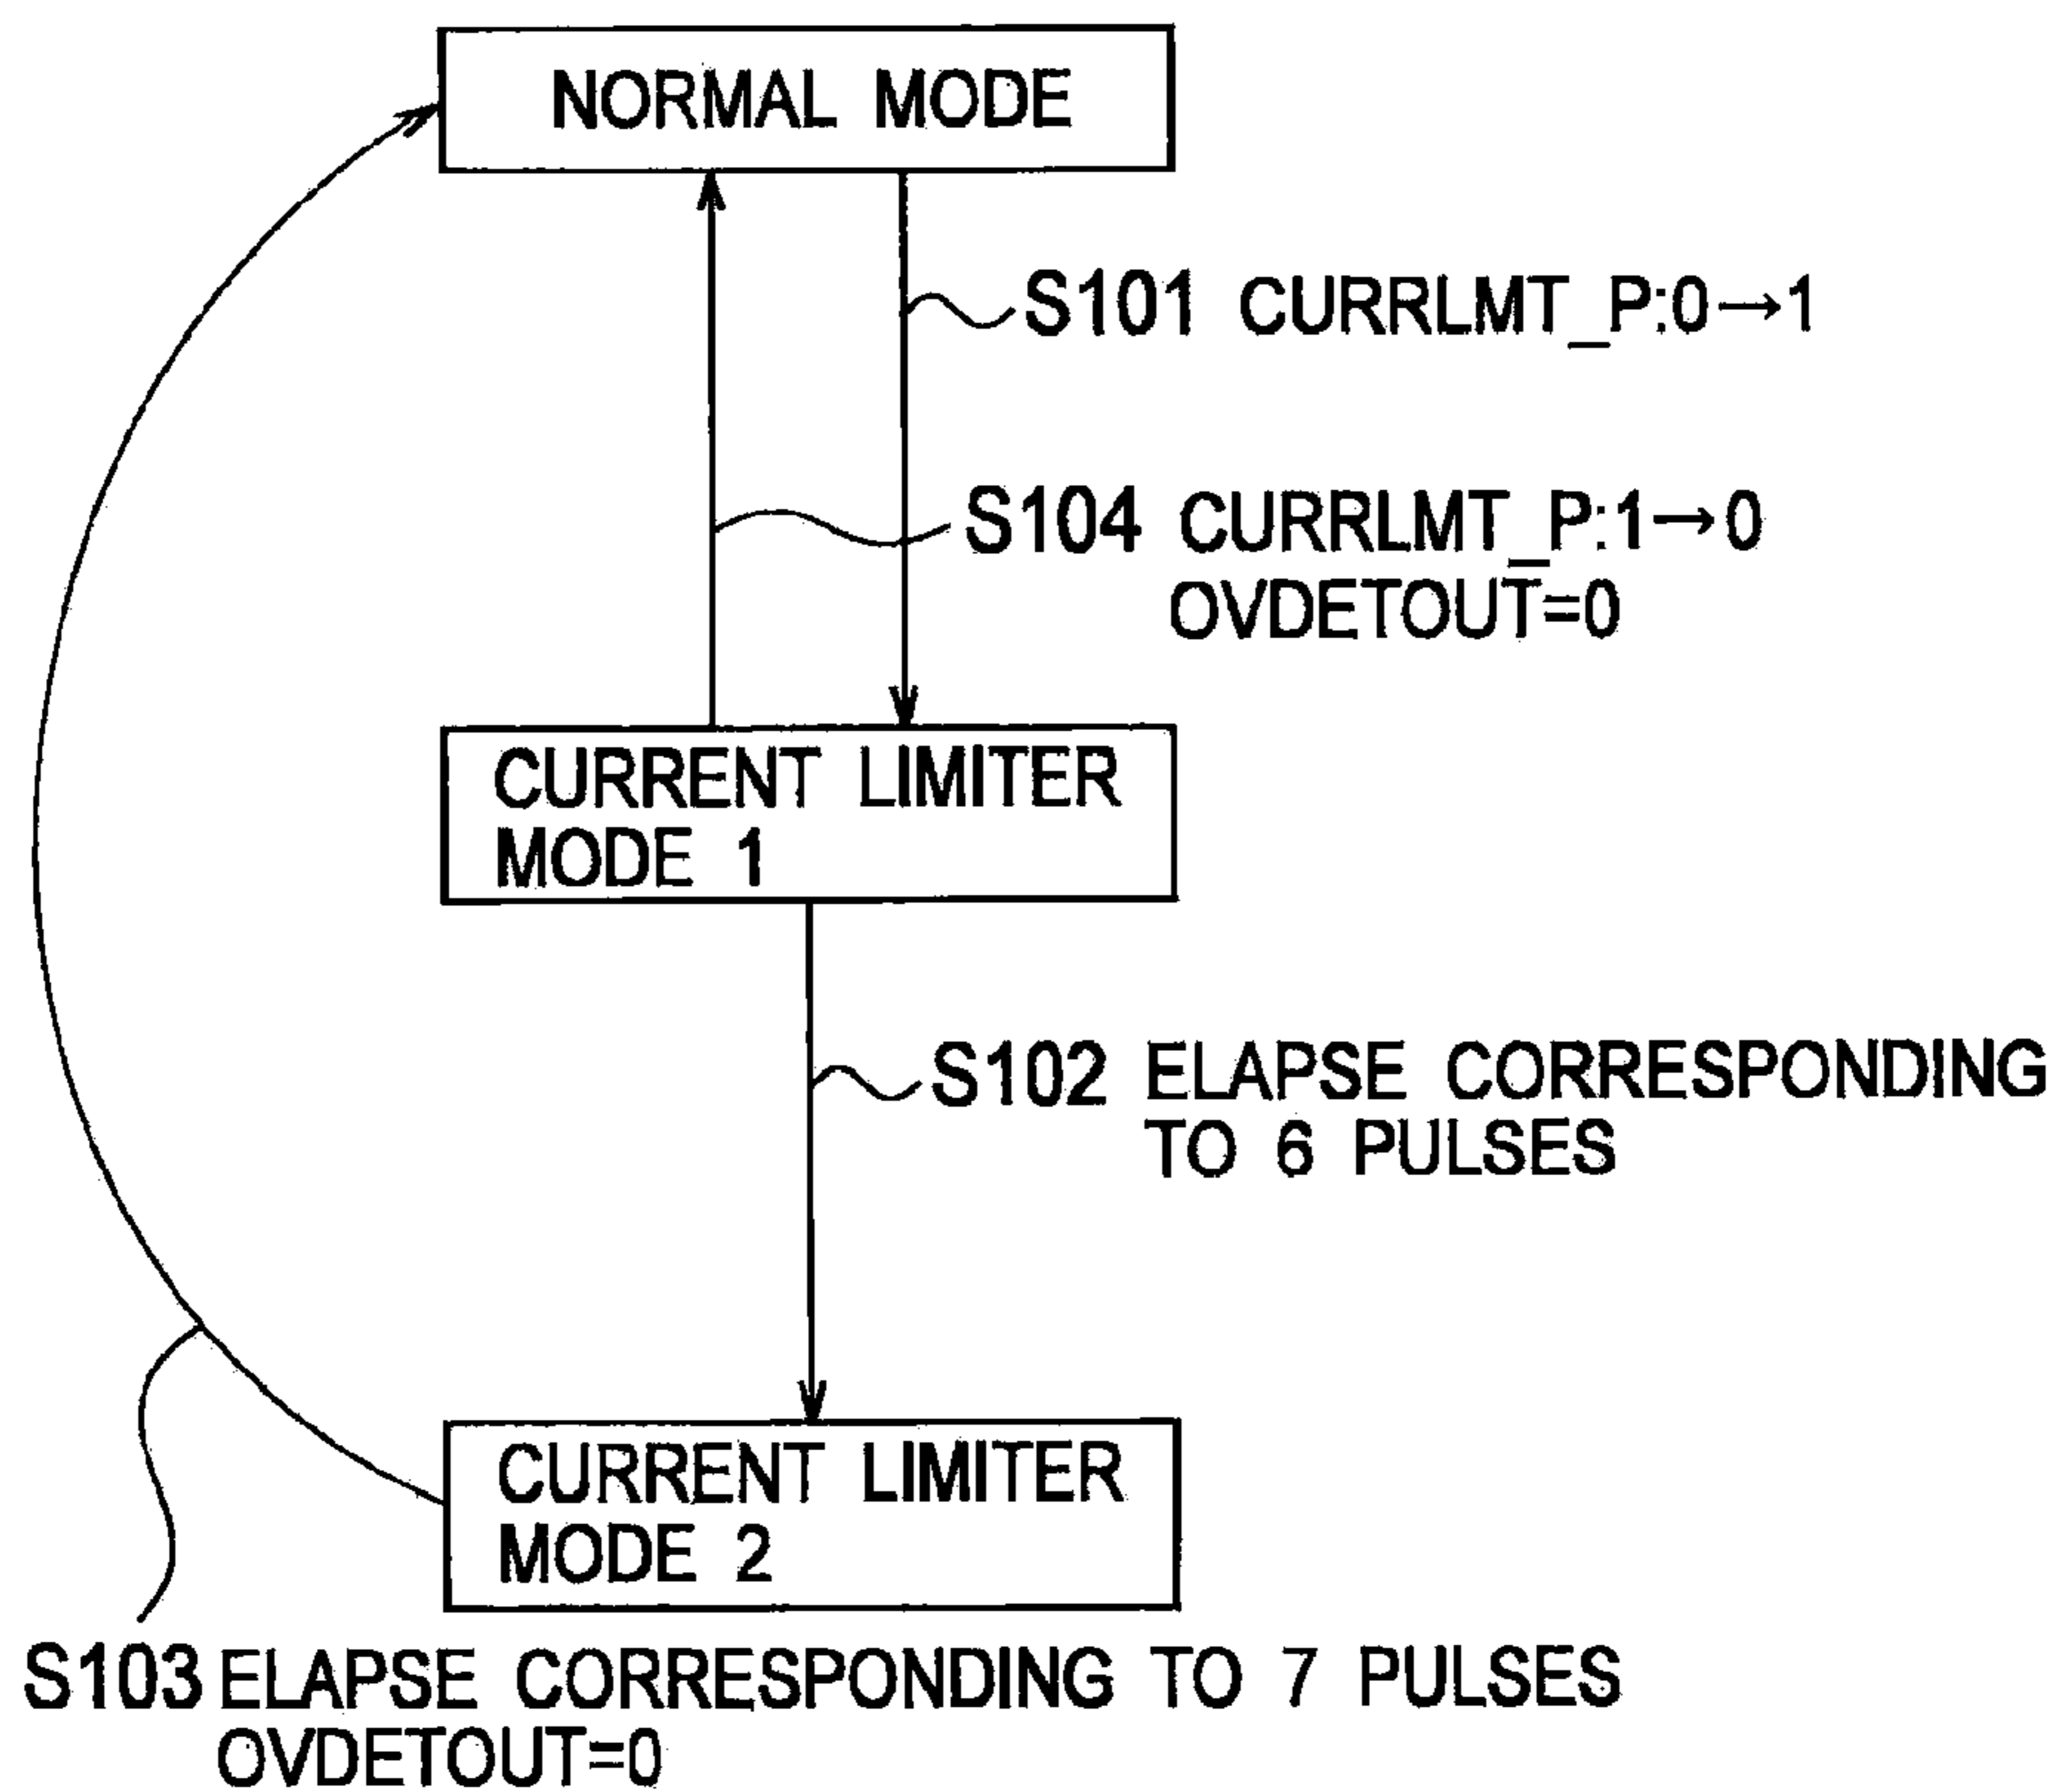 NORMAL MODE
S101 CURRLMT_P:0→1
S104 CURRLMT_P:1→0
OVDETOUT=0
CURRENT LIMITER
MODE 1
S102 ELAPSE CORRESPONDING
TO 6 PULSES
CURRENT LIMITER
MODE 2
S103 ELAPSE CORRESPONDING TO 7 PULSES
OVDETOUT=0